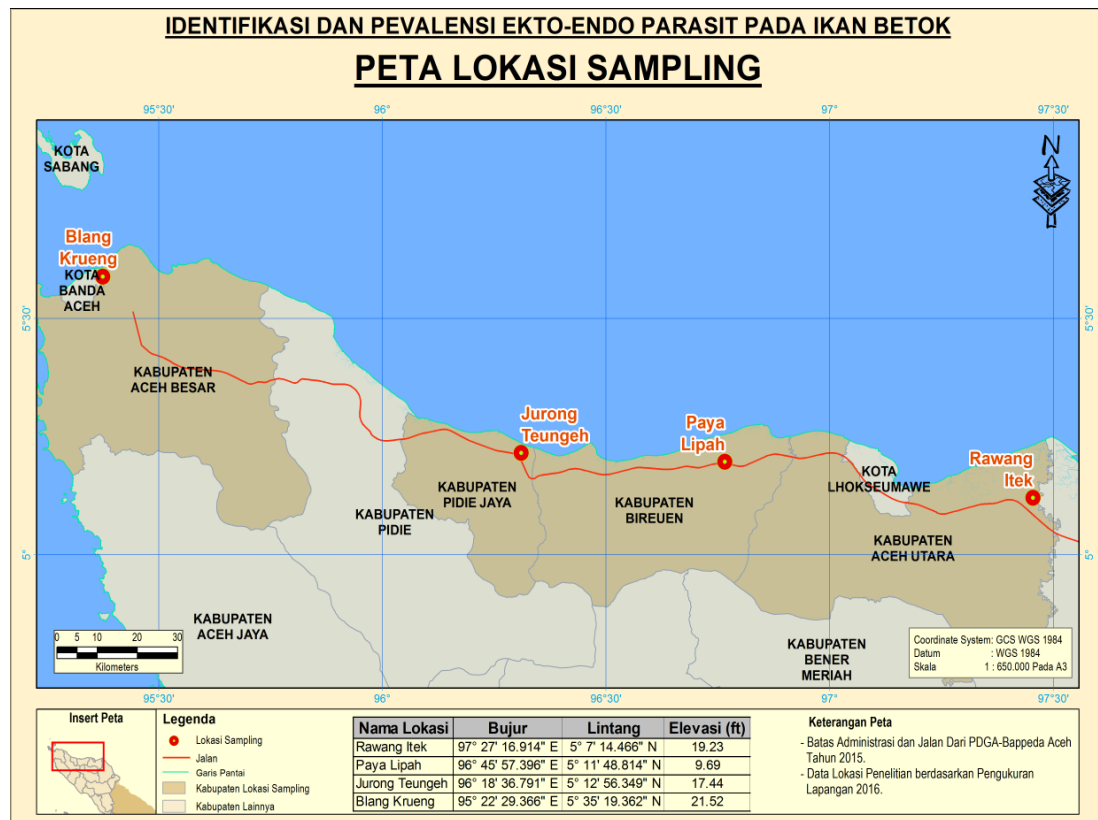 IDENTIFIKASI DAN PEVALENSI EKTO-ENDO PARASIT PADA IKAN BETOK
PETA LOKASI SAMPLING
95°30' 96° 96°30' 97° 97°30'
KOTA
SABANG
N
Blang
Krueng
KOTA
BANDA
ACEH
5°30' 5°30'
KABUPATEN
ACEH BESAR
Jurong
Teungeh
Paya
Lipah
Rawang
Itek
KOTA
LHOKSEUMAWE
KABUPATEN
PIDIE JAYA
KABUPATEN
BIREUEN
KABUPATEN
PIDIE
KABUPATEN
ACEH UTARA
5° 5°
KABUPATEN
ACEH JAYA
KABUPATEN
BENER
MERIAH
0 5 10 20 30
Kilometers
Coordinate System: GCS WGS 1984
Datum : WGS 1984
Skala 1 : 650.000 Pada A3
95°30' 96° 96°30' 97° 97°30'
Insert Peta
Legenda
Lokasi Sampling
Jalan
Garis Pantai
Kabupaten Lokasi Sampling
Kabupaten Lainnya
Nama Lokasi Bujur Lintang Elevasi (ft)
Rawang Itek 97° 27' 16.914" E 5° 7' 14.466" N 19.23
Paya Lipah 96° 45' 57.396" E 5° 11' 48.814" N 9.69
Jurong Teungeh 96° 18' 36.791" E 5° 12' 56.349" N 17.44
Blang Krueng 95° 22' 29.366" E 5° 35' 19.362" N 21.52
Keterangan Peta
- Batas Administrasi dan Jalan Dari PDGA-Bappeda Aceh
Tahun 2015.
- Data Lokasi Penelitian berdasarkan Pengukuran
Lapangan 2016.